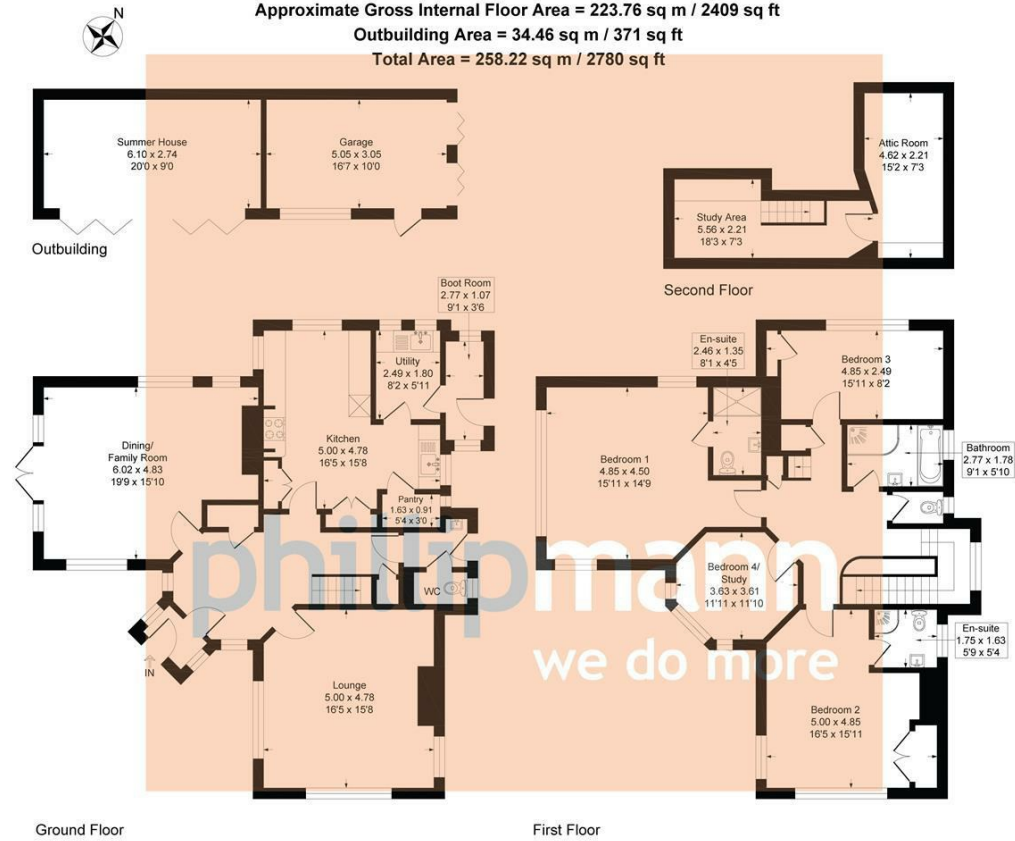 Approximate Gross Internal Floor Area = 223.76 sq m / 2409 sq ft
Outbuilding Area = 34.46 sq m / 371 sq ft
Total Area = 258.22 sq m / 2780 sq ft
N
Summer House
6.10 x 2.74
20'0 x 9'0
Garage
5.05 x 3.05
16'7 x 10'0
Outbuilding
Attic Room
4.62 x 2.21
15'2 x 7'3
Study Area
5.56 x 2.21
18'3 x 7'3
Second Floor
Boot Room
2.77 x 1.07
9'1 x 3'6
Utility
2.49 x 1.80
8'2 x 5'11
Kitchen
5.00 x 4.78
16'5 x 15'8
Dining/
Family Room
6.02 x 4.83
19'9 x 15'10
Pantry
1.63 x 0.91
5'4 x 3'0
WC
IN
Lounge
5.00 x 4.78
16'5 x 15'8
Ground Floor
En-suite
2.46 x 1.35
8'1 x 4'5
Bedroom 3
4.85 x 2.49
15'11 x 8'2
Bedroom 1
4.85 x 4.50
15'11 x 14'9
Bathroom
2.77 x 1.78
9'1 x 5'10
Bedroom 4/
Study
3.63 x 3.61
11'11 x 11'10
En-suite
1.75 x 1.63
5'9 x 5'4
Bedroom 2
5.00 x 4.85
16'5 x 15'11
First Floor
phillipmann
we do more